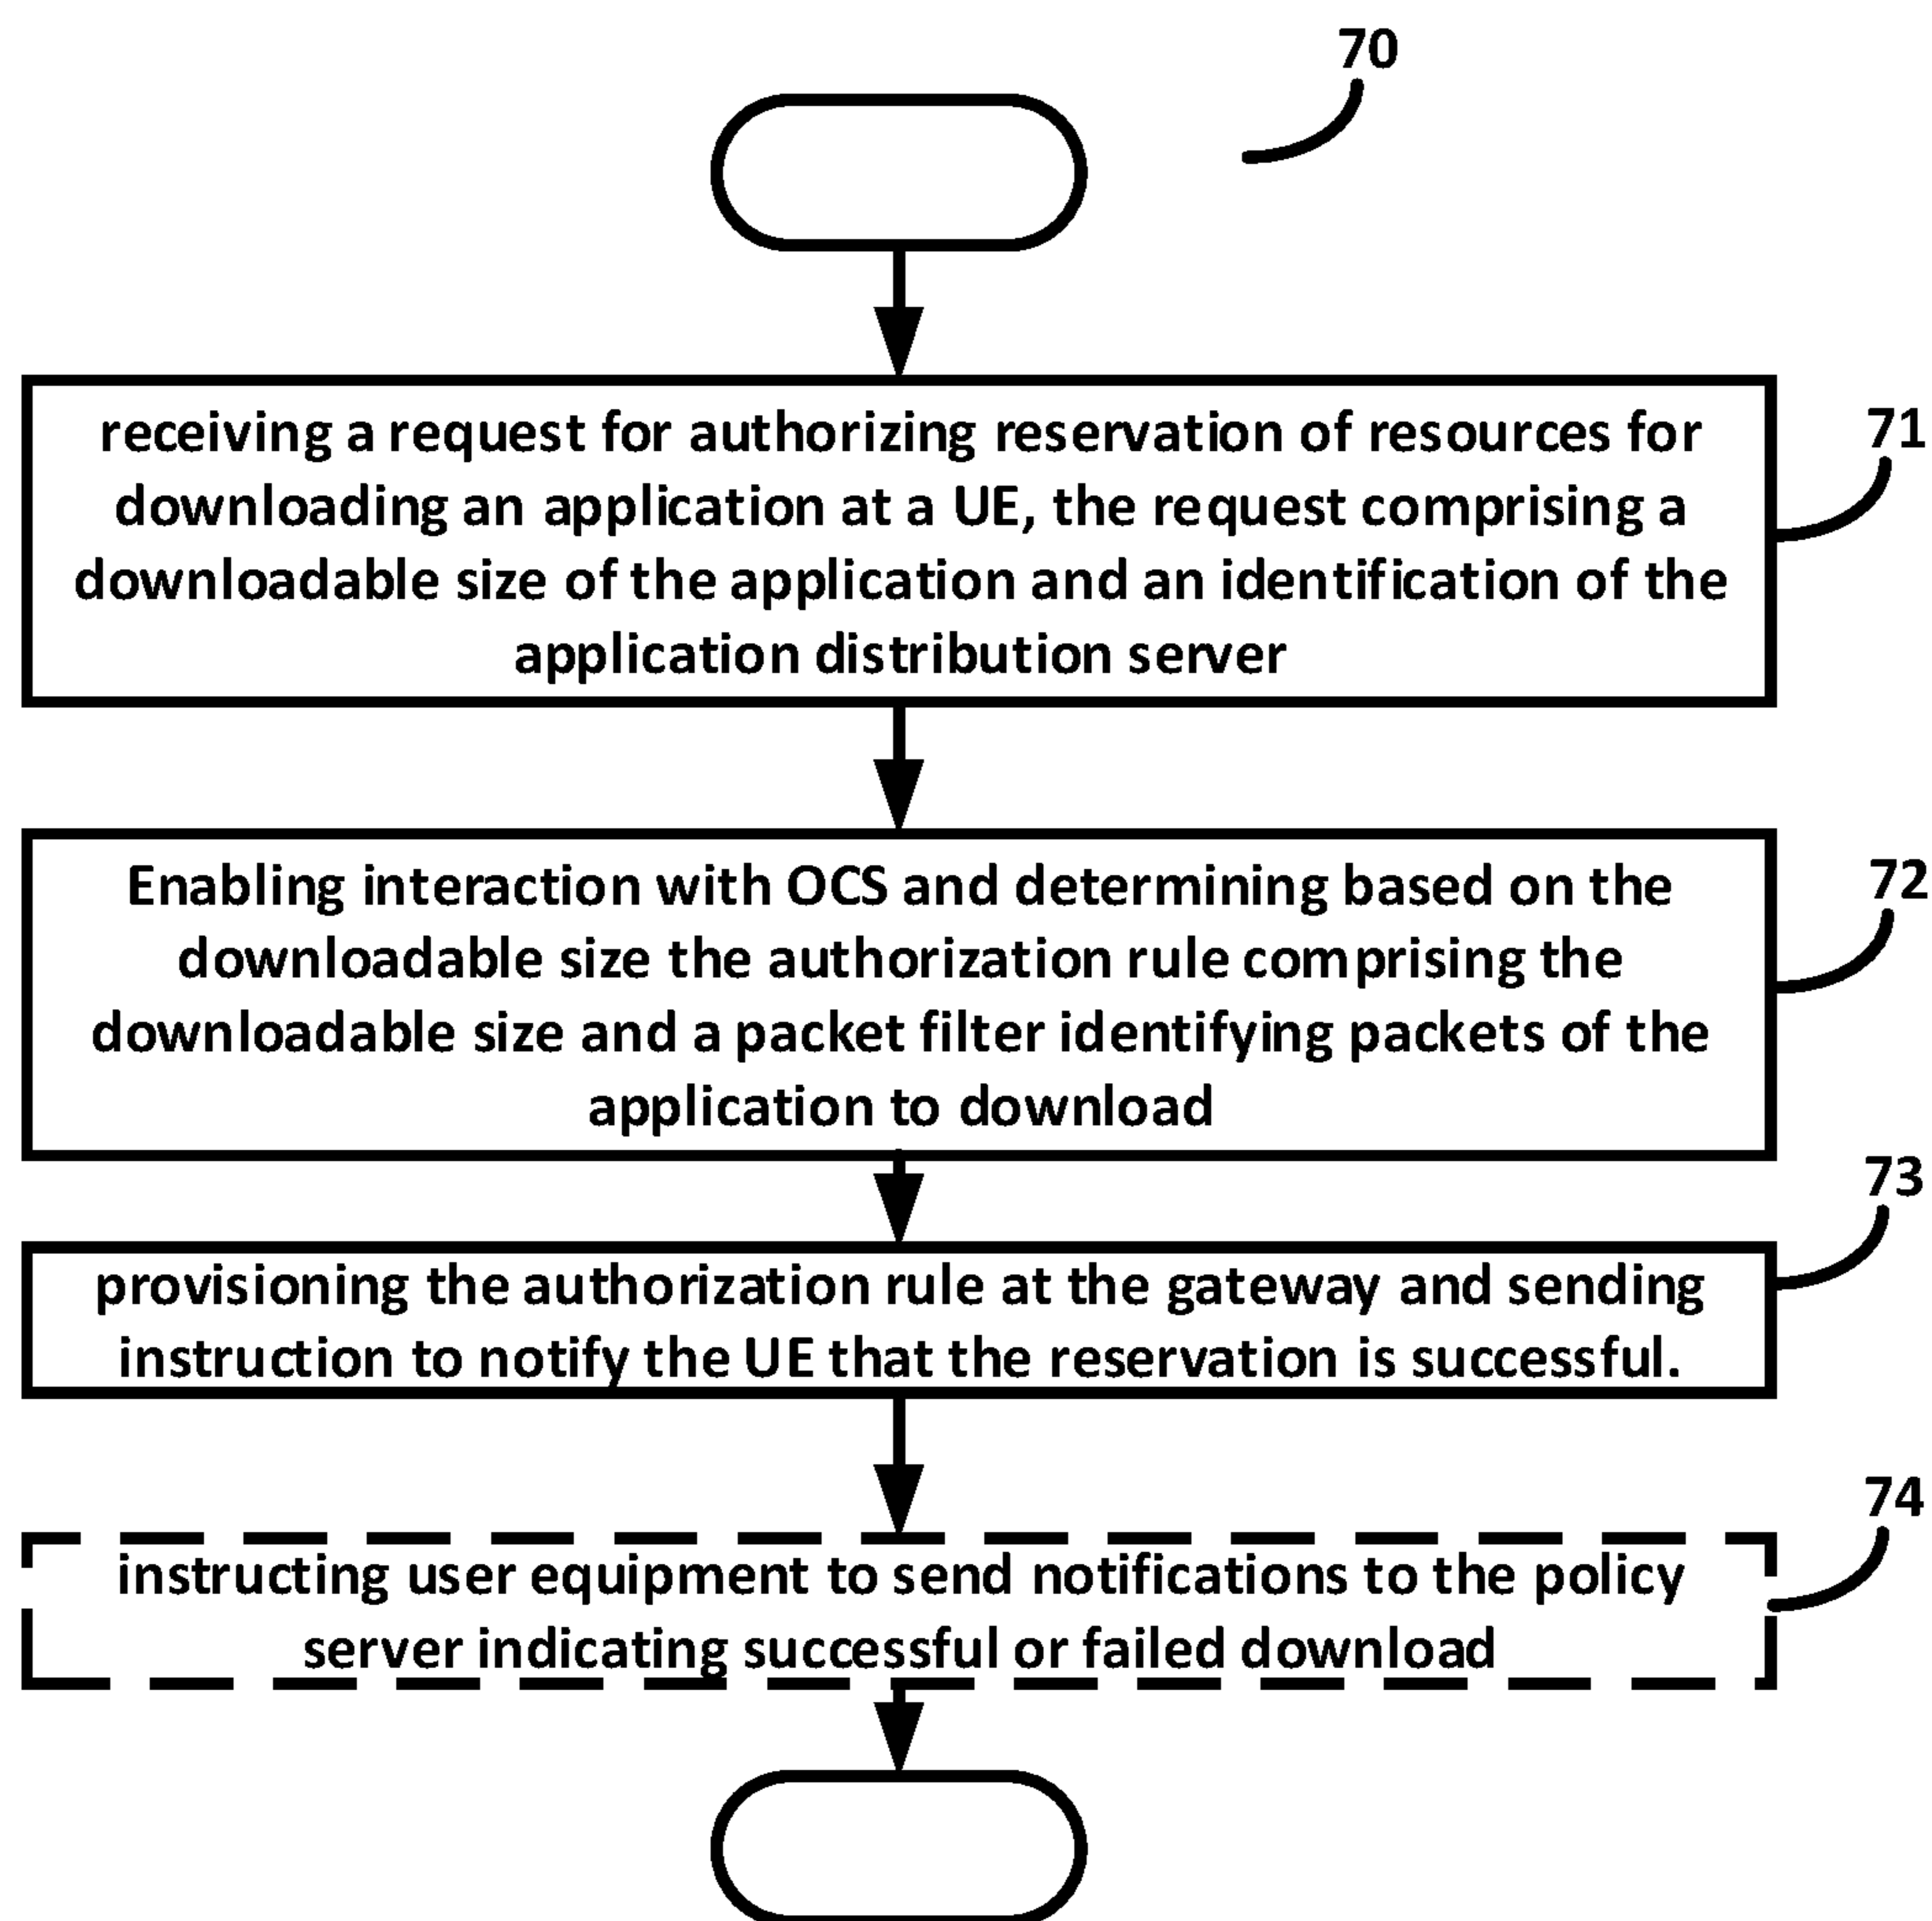 70
receiving a request for authorizing reservation of resources for
downloading an application at a UE, the request comprising a
downloadable size of the application and an identification of the
application distribution server
71
Enabling interaction with OCS and determining based on the
downloadable size the authorization rule comprising the
downloadable size and a packet filter identifying packets of the
application to download
72
provisioning the authorization rule at the gateway and sending
instruction to notify the UE that the reservation is successful.
73
instructing user equipment to send notifications to the policy
server indicating successful or failed download
74